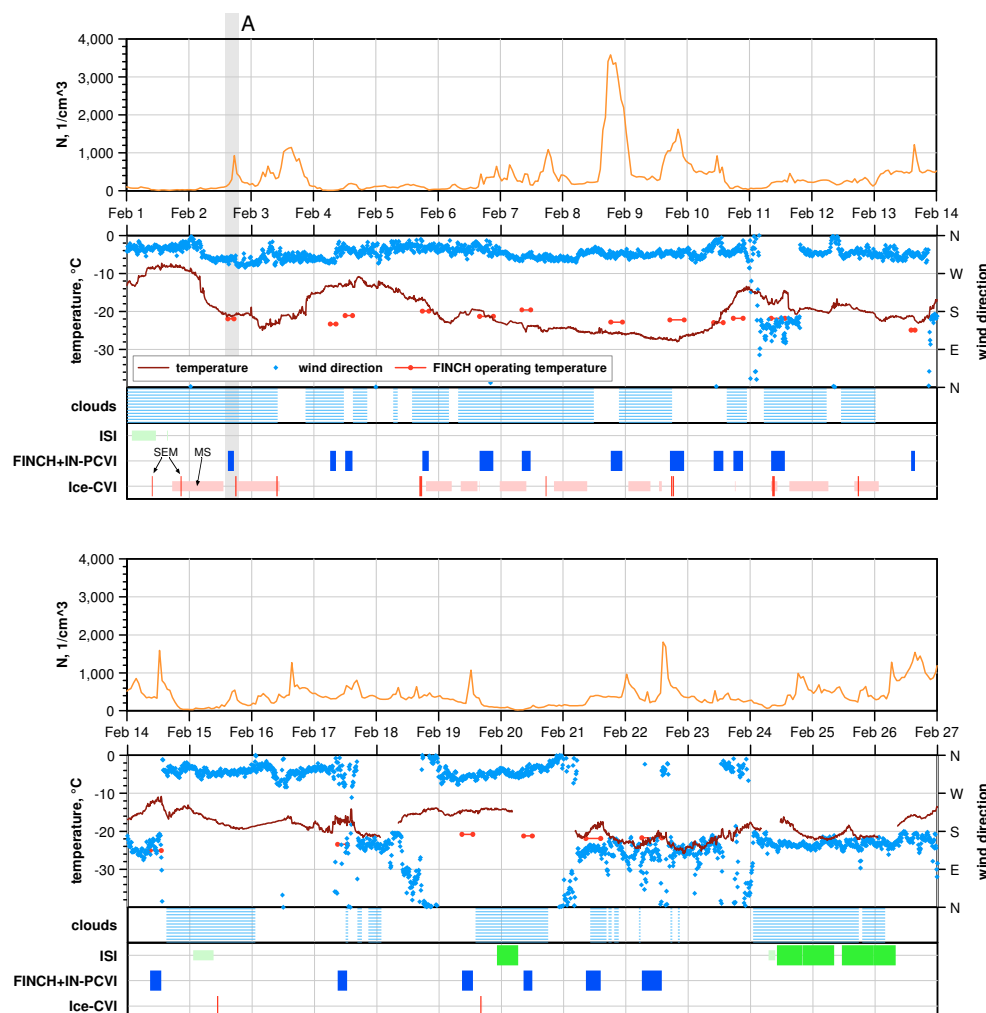 A
4,000
3,000
2,000
1,000
0
N, 1/cm^3
Feb 1 Feb 2 Feb 3 Feb 4 Feb 5 Feb 6 Feb 7 Feb 8 Feb 9 Feb 10 Feb 11 Feb 12 Feb 13 Feb 14
0 N
-10 W
-20 S
-30 E
N
temperature, °C
wind direction
temperature wind direction FINCH operating temperature
clouds
ISI
SEM MS
FINCH+IN-PCVI
Ice-CVI
4,000
3,000
2,000
1,000
0
N, 1/cm^3
Feb 14 Feb 15 Feb 16 Feb 17 Feb 18 Feb 19 Feb 20 Feb 21 Feb 22 Feb 23 Feb 24 Feb 25 Feb 26 Feb 27
0 N
-10 W
-20 S
-30 E
N
temperature, °C
wind direction
clouds
ISI
FINCH+IN-PCVI
Ice-CVI